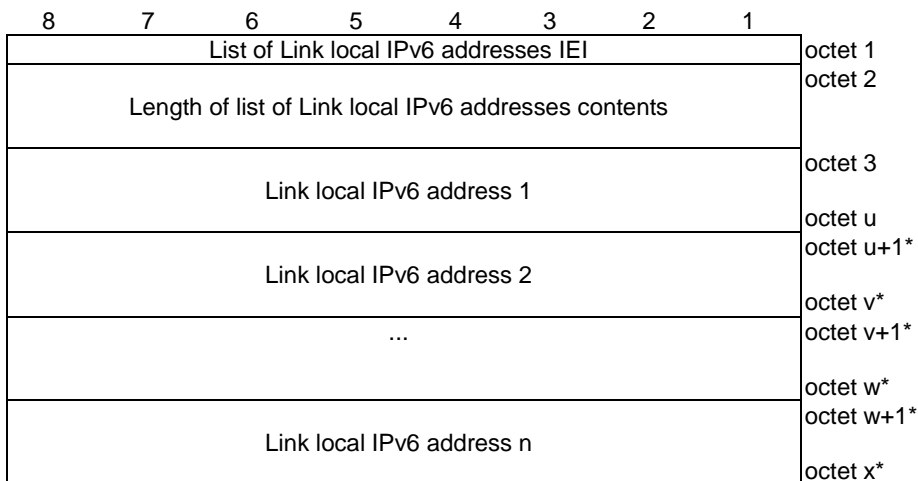 8 7 6 5 4 3 2 1
List of Link local IPv6 addresses IEI octet 1
octet 2
Length of list of Link local IPv6 addresses contents
octet 3
Link local IPv6 address 1
octet u
octet u+1*
Link local IPv6 address 2
octet v*
... octet v+1*
octet w*
octet w+1*
Link local IPv6 address n
octet x*